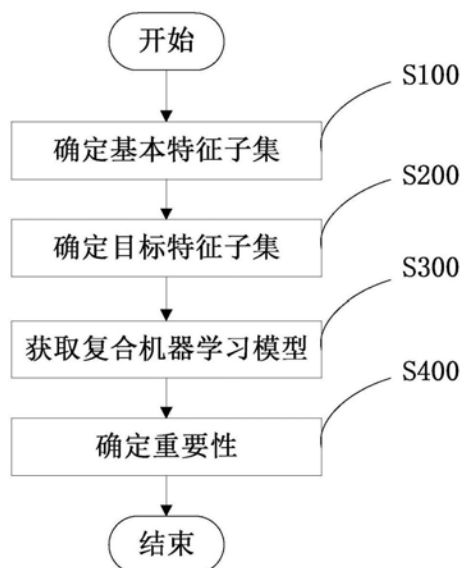 开始
S100
确定基本特征子集
S200
确定目标特征子集
S300
获取复合机器学习模型
S400
确定重要性
结束